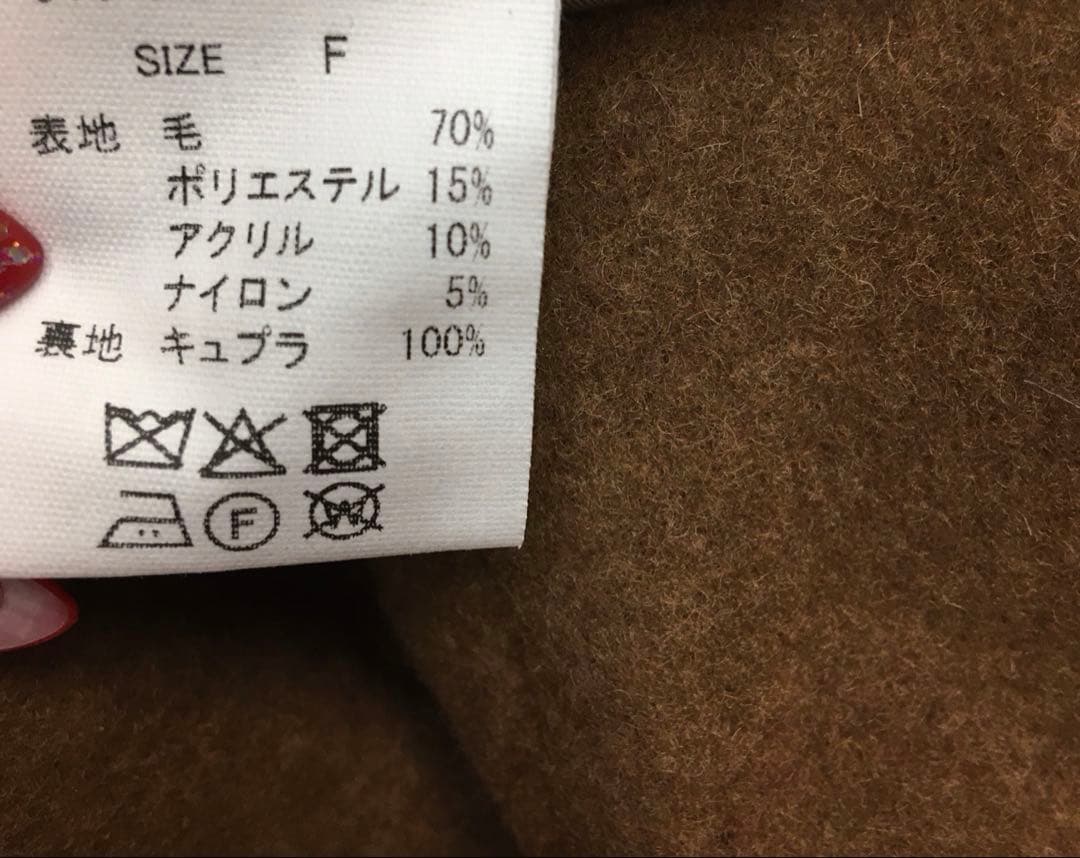 SIZE F
表地 毛 70%
ポリエステル 15%
アクリル 10%
ナイロン 5%
裏地 キュプラ 100%
F W